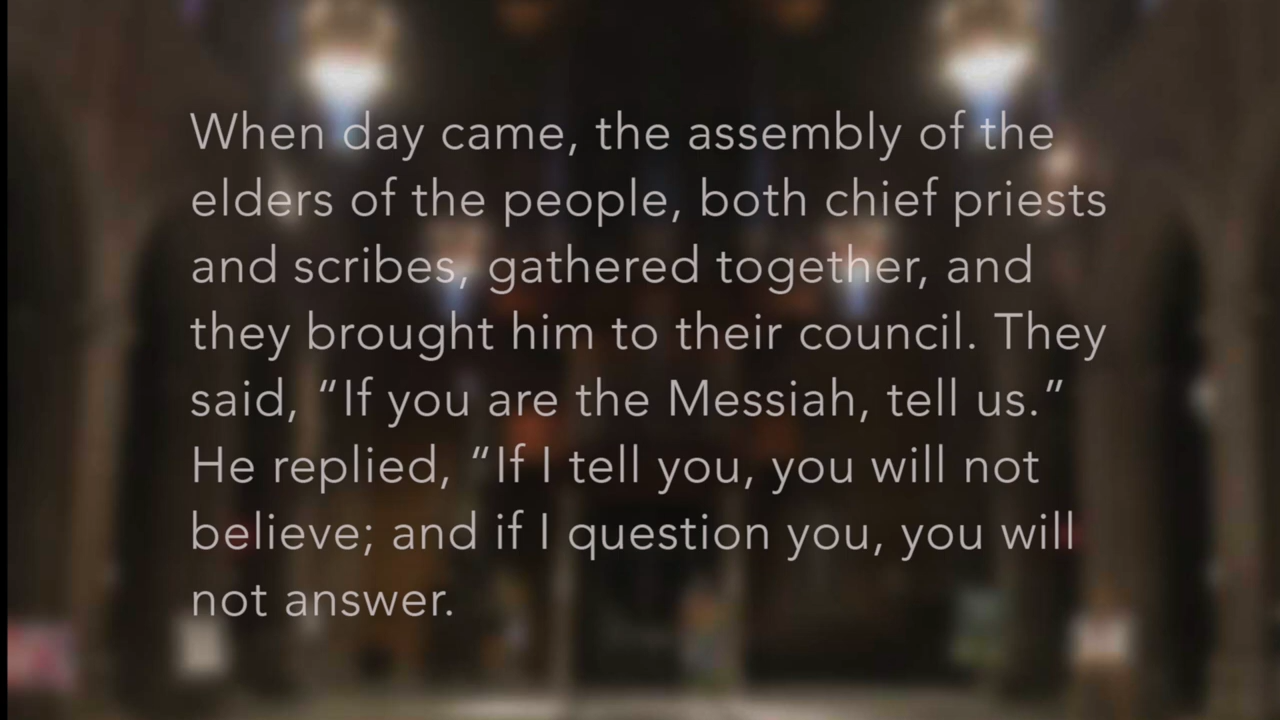 When day came, the assembly of the
elders of the people, both chief priests
and scribes, gathered together, and
they brought him to their council. They
said, “If you are the Messiah, tell us.”
He replied, “If I tell you, you will not
believe; and if I question you, you will
not answer.